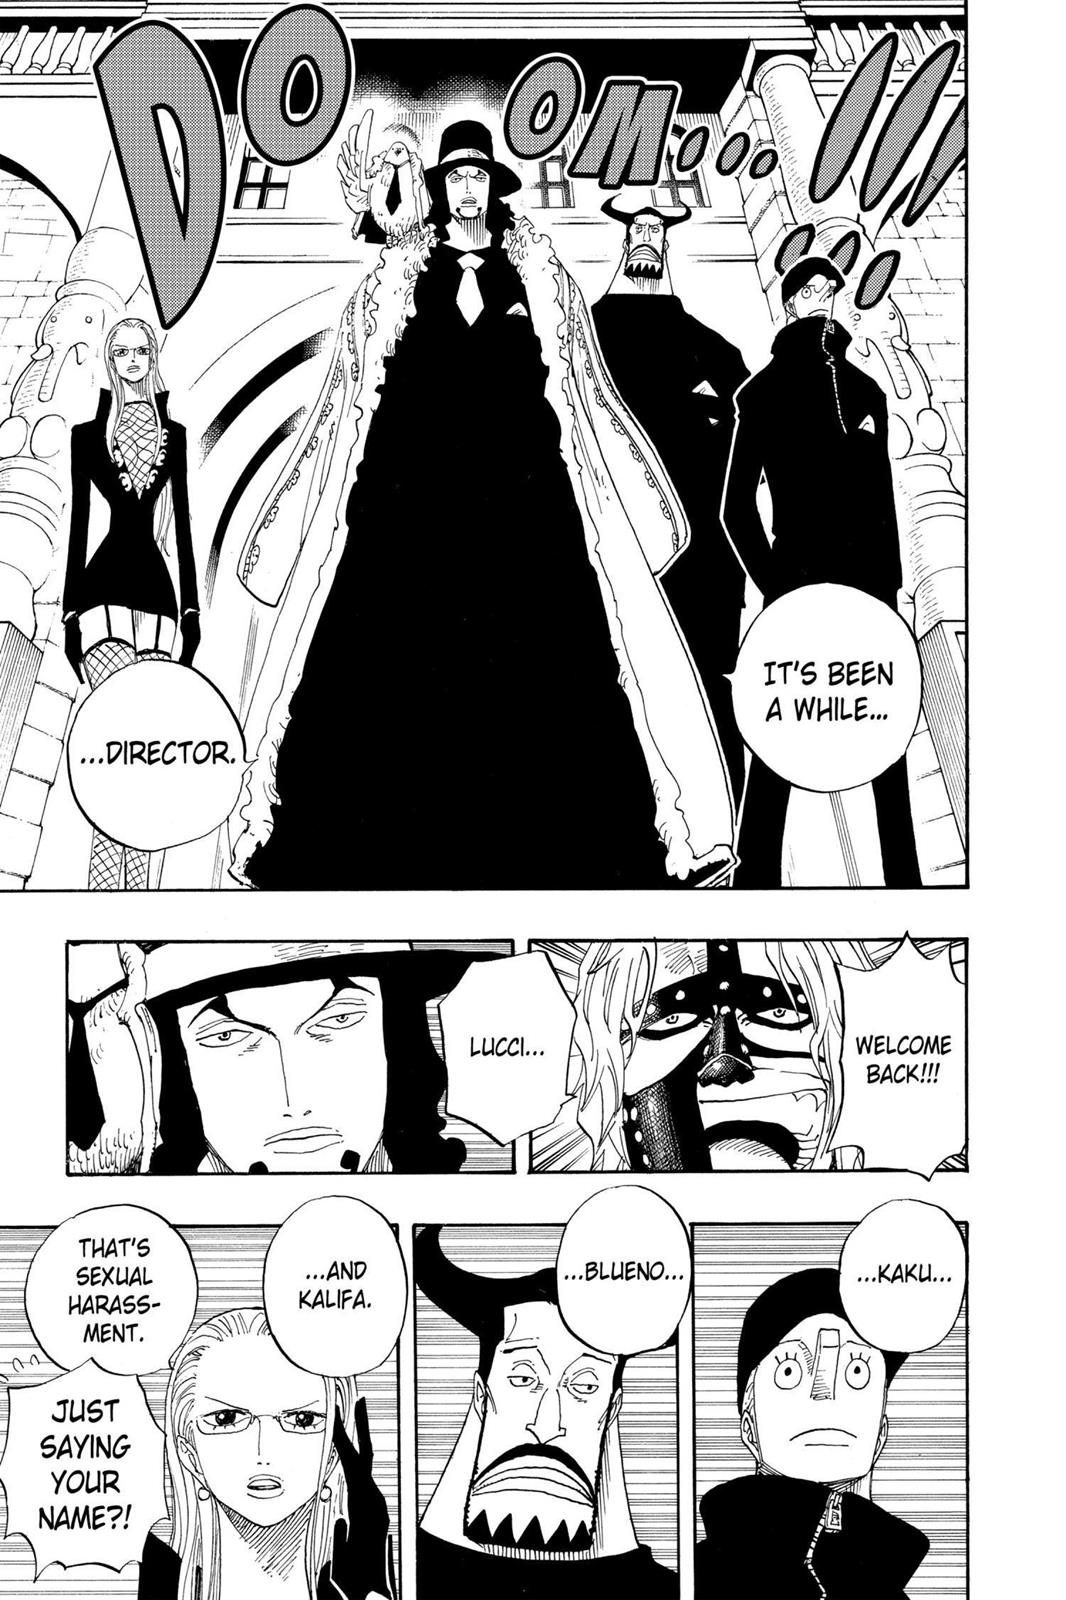 DOOM...!!!!!!
IT'S BEEN
A WHILE...
...DIRECTOR.
WELCOME
BACK!!!
LUCCI...
...KAKU...
...BLUENO...
...AND
KALIFA.
THAT'S
SEXUAL
HARASS-
MENT.
JUST
SAYING
YOUR
NAME?!